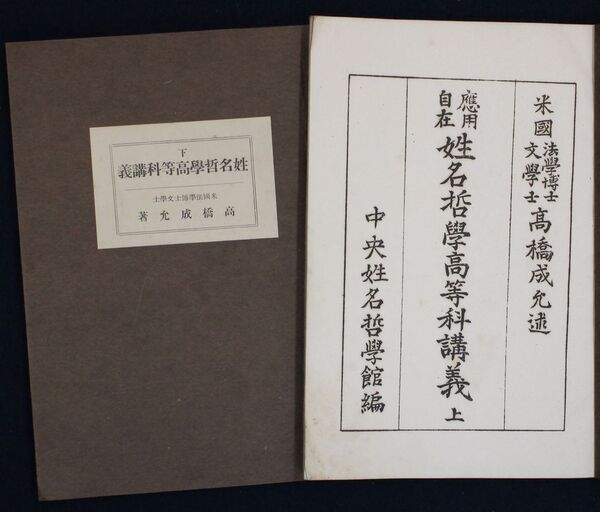 下
姓名哲學高等科講義
米國法學博士文學士
高橋成允著
米國法學博士文學士高橋成允述
應用自在姓名哲學高等科講義上
中央姓名哲學館編